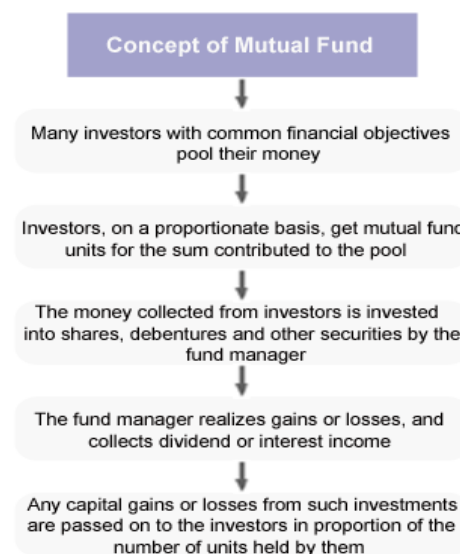 Concept of Mutual Fund
Many investors with common financial objectives
pool their money
Investors, on a proportionate basis, get mutual fund
units for the sum contributed to the pool
The money collected from investors is invested
into shares, debentures and other securities by the
fund manager
The fund manager realizes gains or losses, and
collects dividend or interest income
Any capital gains or losses from such investments
are passed on to the investors in proportion of the
number of units held by them